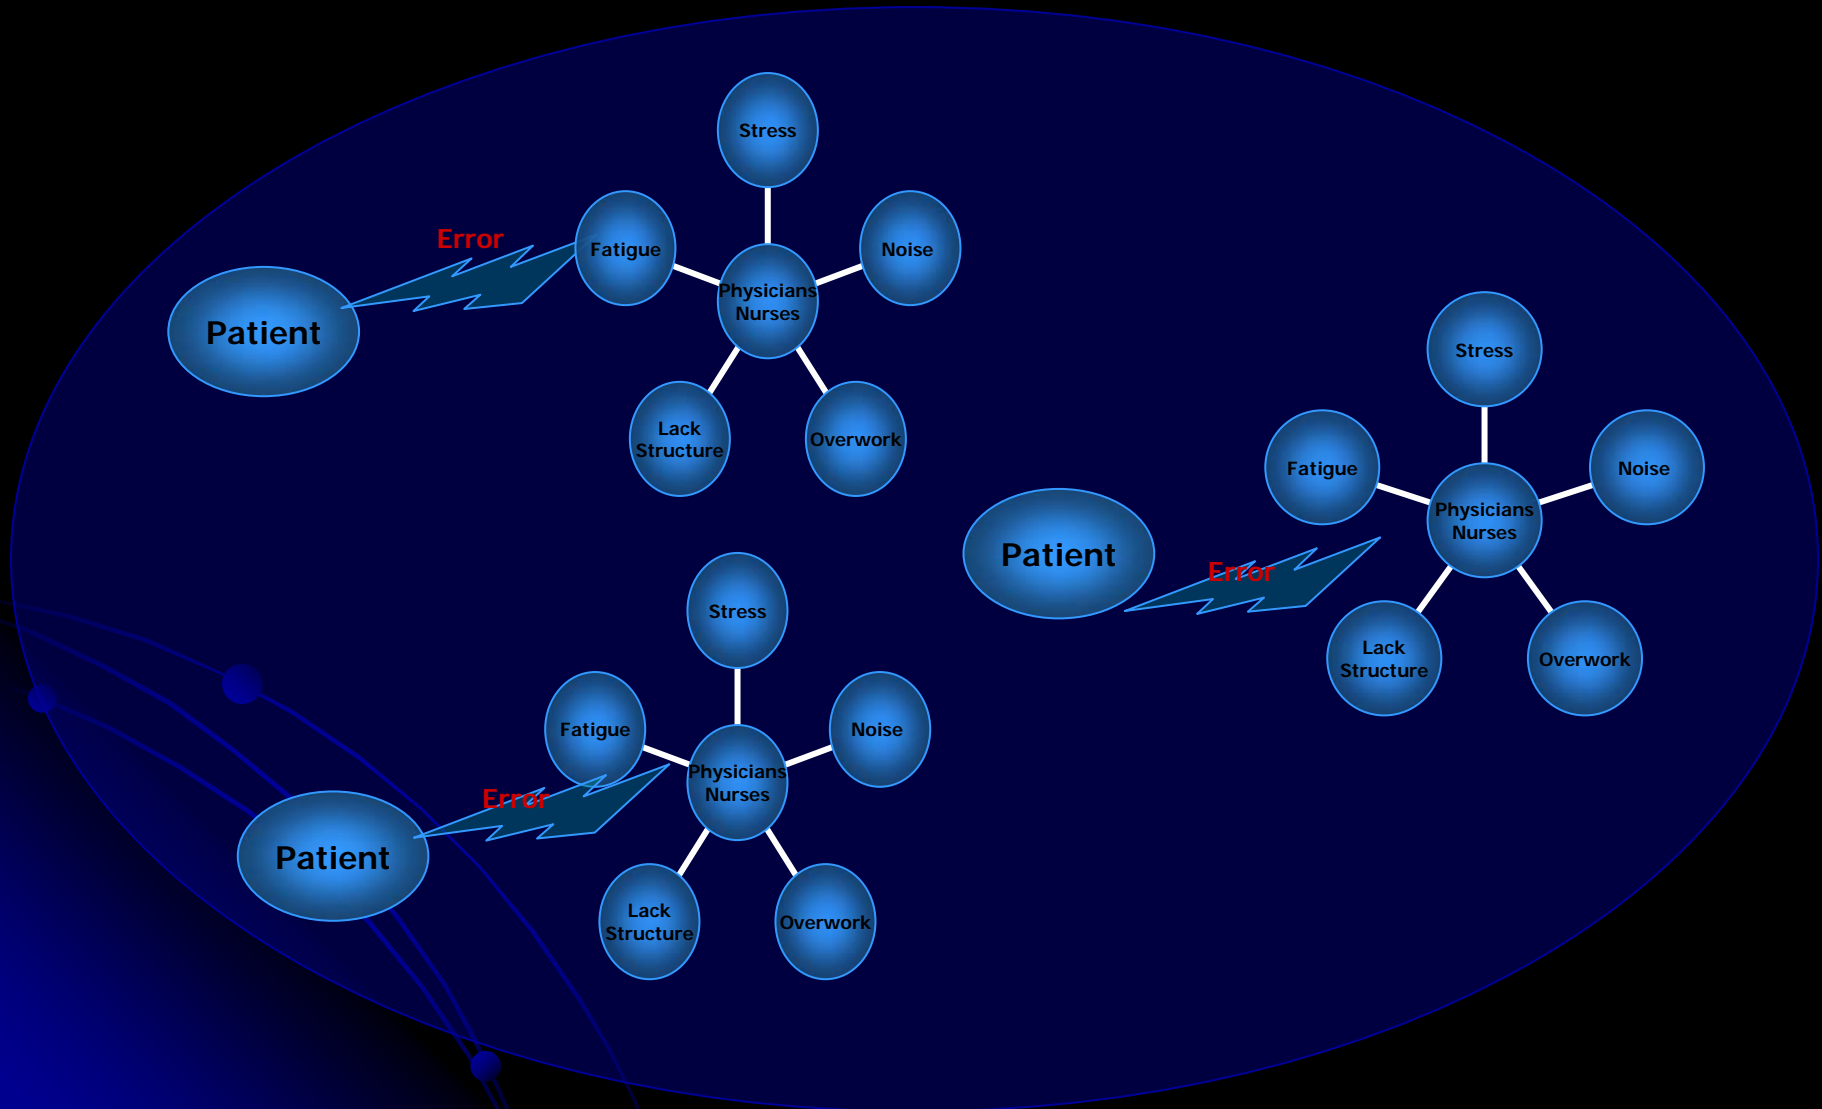 Stress
Error
Fatigue
Noise
Physicians
Nurses
Patient
Lack
Structure
Overwork
Stress
Fatigue
Noise
Physicians
Nurses
Patient
Error
Lack
Structure
Overwork
Stress
Fatigue
Noise
Physicians
Nurses
Error
Patient
Lack
Structure
Overwork